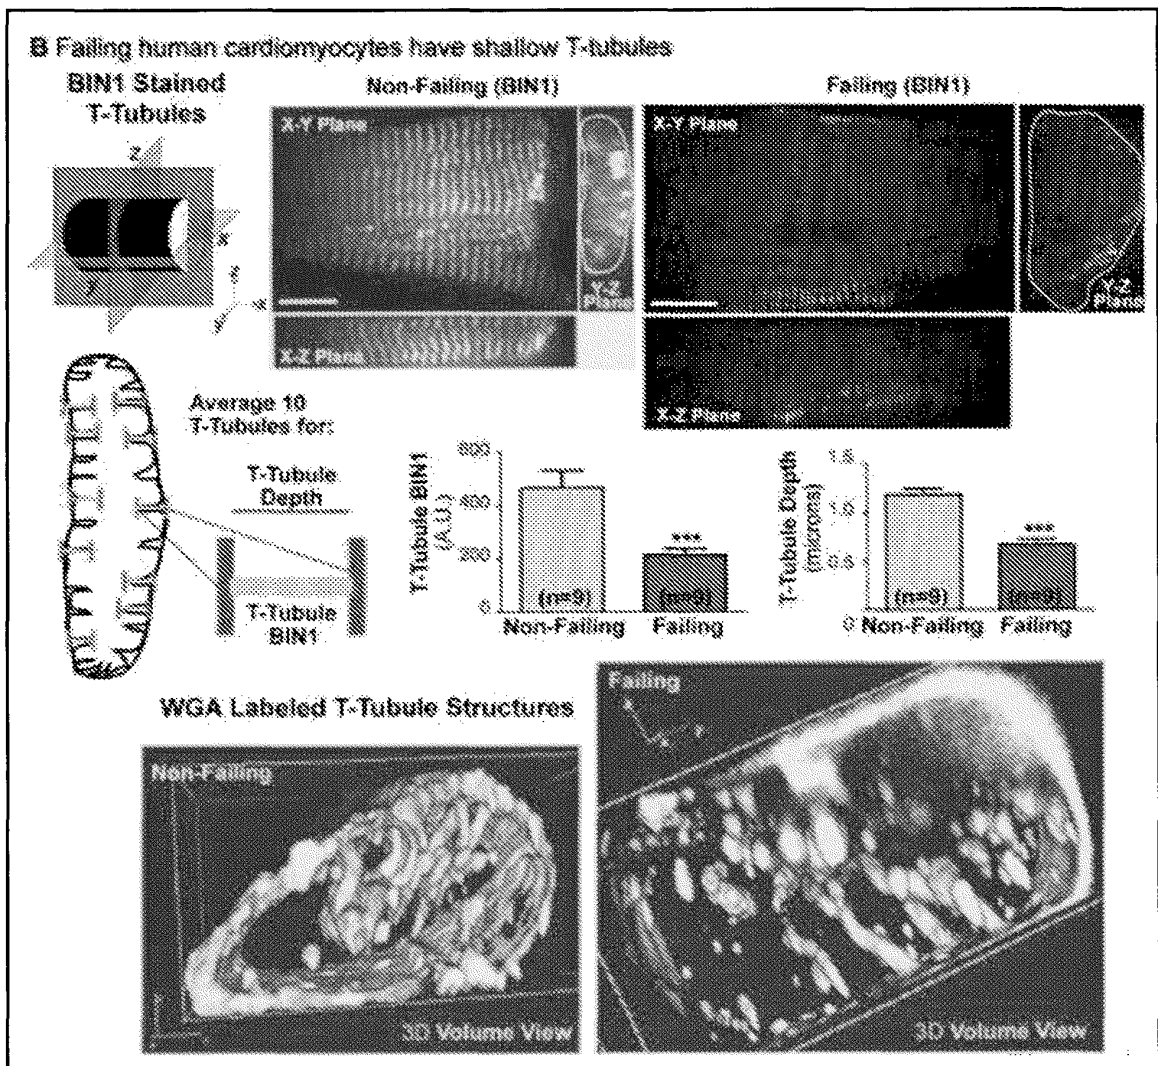 B Failing human cardiomyocytes have shallow T-tubules
BIN1 Stained
T-Tubules
z
x
y
z
x
y
Non-Failing (BIN1)
X-Y Plane
Y-Z
Plane
X-Z Plane
Failing (BIN1)
X-Y Plane
Y-Z
Plane
X-Z Plane
Average 10
T-Tubules for:
T-Tubule
Depth
T-Tubule
BIN1
T-Tubule BIN1
(A.U.)
600
400
200
0
***
(n=9)
(n=9)
Non-Failing
Failing
T-Tubule Depth
(microns)
1.5
1.0
0.5
0
***
(n=9)
(n=9)
Non-Failing
Failing
WGA Labeled T-Tubule Structures
Non-Failing
3D Volume View
Failing
3D Volume View